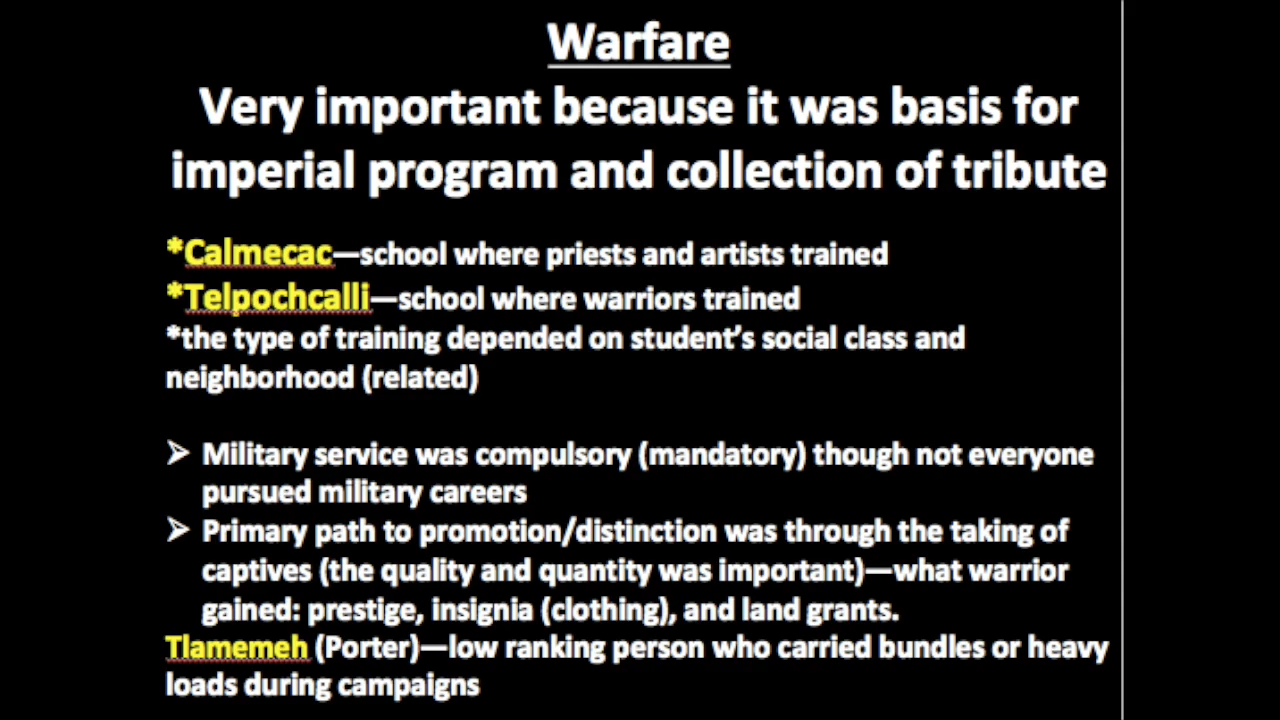 Warfare
Very important because it was basis for
imperial program and collection of tribute
*Calmecac—school where priests and artists trained
*Telpochcalli—school where warriors trained
*the type of training depended on student's social class and
neighborhood (related)
➢ Military service was compulsory (mandatory) though not everyone
pursued military careers
➢ Primary path to promotion/distinction was through the taking of
captives (the quality and quantity was important)—what warrior
gained: prestige, insignia (clothing), and land grants.
Tlamemeh (Porter)—low ranking person who carried bundles or heavy
loads during campaigns